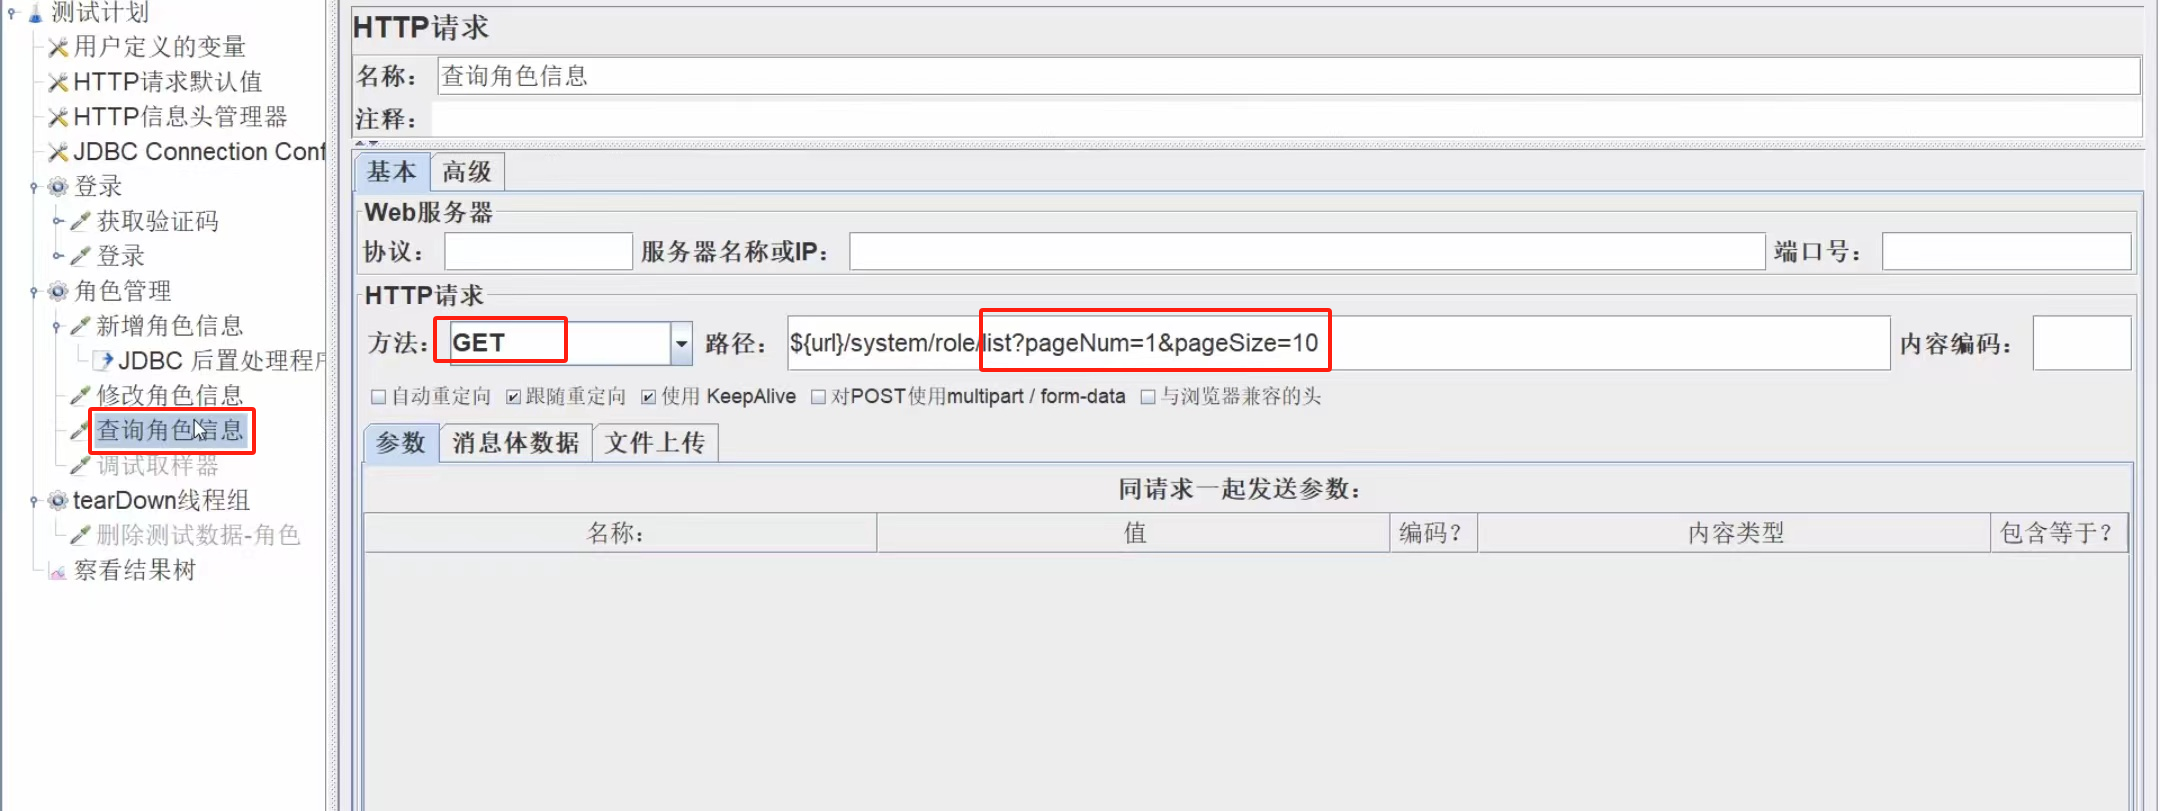 测试计划
用户定义的变量
HTTP请求默认值
HTTP信息头管理器
JDBC Connection Conf
登录
获取验证码
登录
角色管理
新增角色信息
JDBC 后置处理程序
修改角色信息
查询角色信息
调试取样器
tearDown线程组
删除测试数据-角色
察看结果树
HTTP请求
名称： 查询角色信息
注释：
基本 高级
Web服务器
协议： 服务器名称或IP： 端口号：
HTTP请求
方法： GET 路径： ${url}/system/role/list?pageNum=1&pageSize=10 内容编码：
自动重定向 跟随重定向 使用 KeepAlive 对POST使用multipart / form-data 与浏览器兼容的头
参数 消息体数据 文件上传
同请求一起发送参数：
名称： 值 编码？ 内容类型 包含等于？